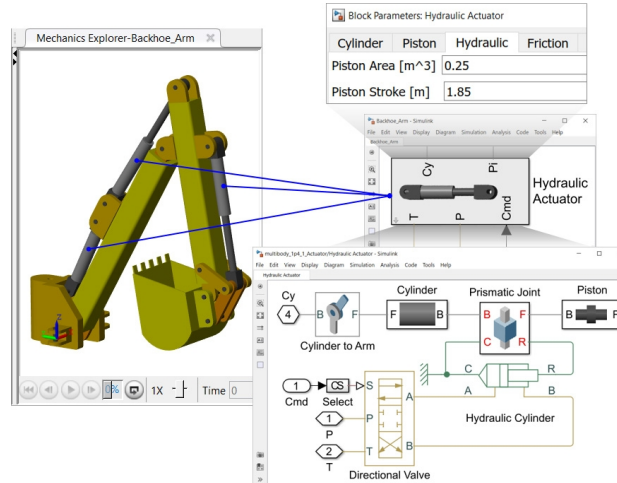 Mechanics Explorer-Backhoe_Arm
Block Parameters: Hydraulic Actuator
Cylinder Piston Hydraulic Friction
Piston Area [m^3] 0.25
Piston Stroke [m] 1.85
Backhoe_Arm - Simulink
File Edit View Display Diagram Simulation Analysis Code Tools Help
Backhoe_Arm
Cy Pi
Hydraulic
Actuator
T P Cmd
multibody_1p4_1_Actuator/Hydraulic Actuator - Simulink
File Edit View Display Diagram Simulation Analysis Code Tools Help
Hydraulic Actuator
Cy Cylinder Prismatic Joint Piston
4 B F F B B F B
C R
Cylinder to Arm
C R
1 CS S A B
Cmd Select A
Hydraulic Cylinder
1 P
P
2 T B
T
Directional Valve
z
0% 1X Time 0